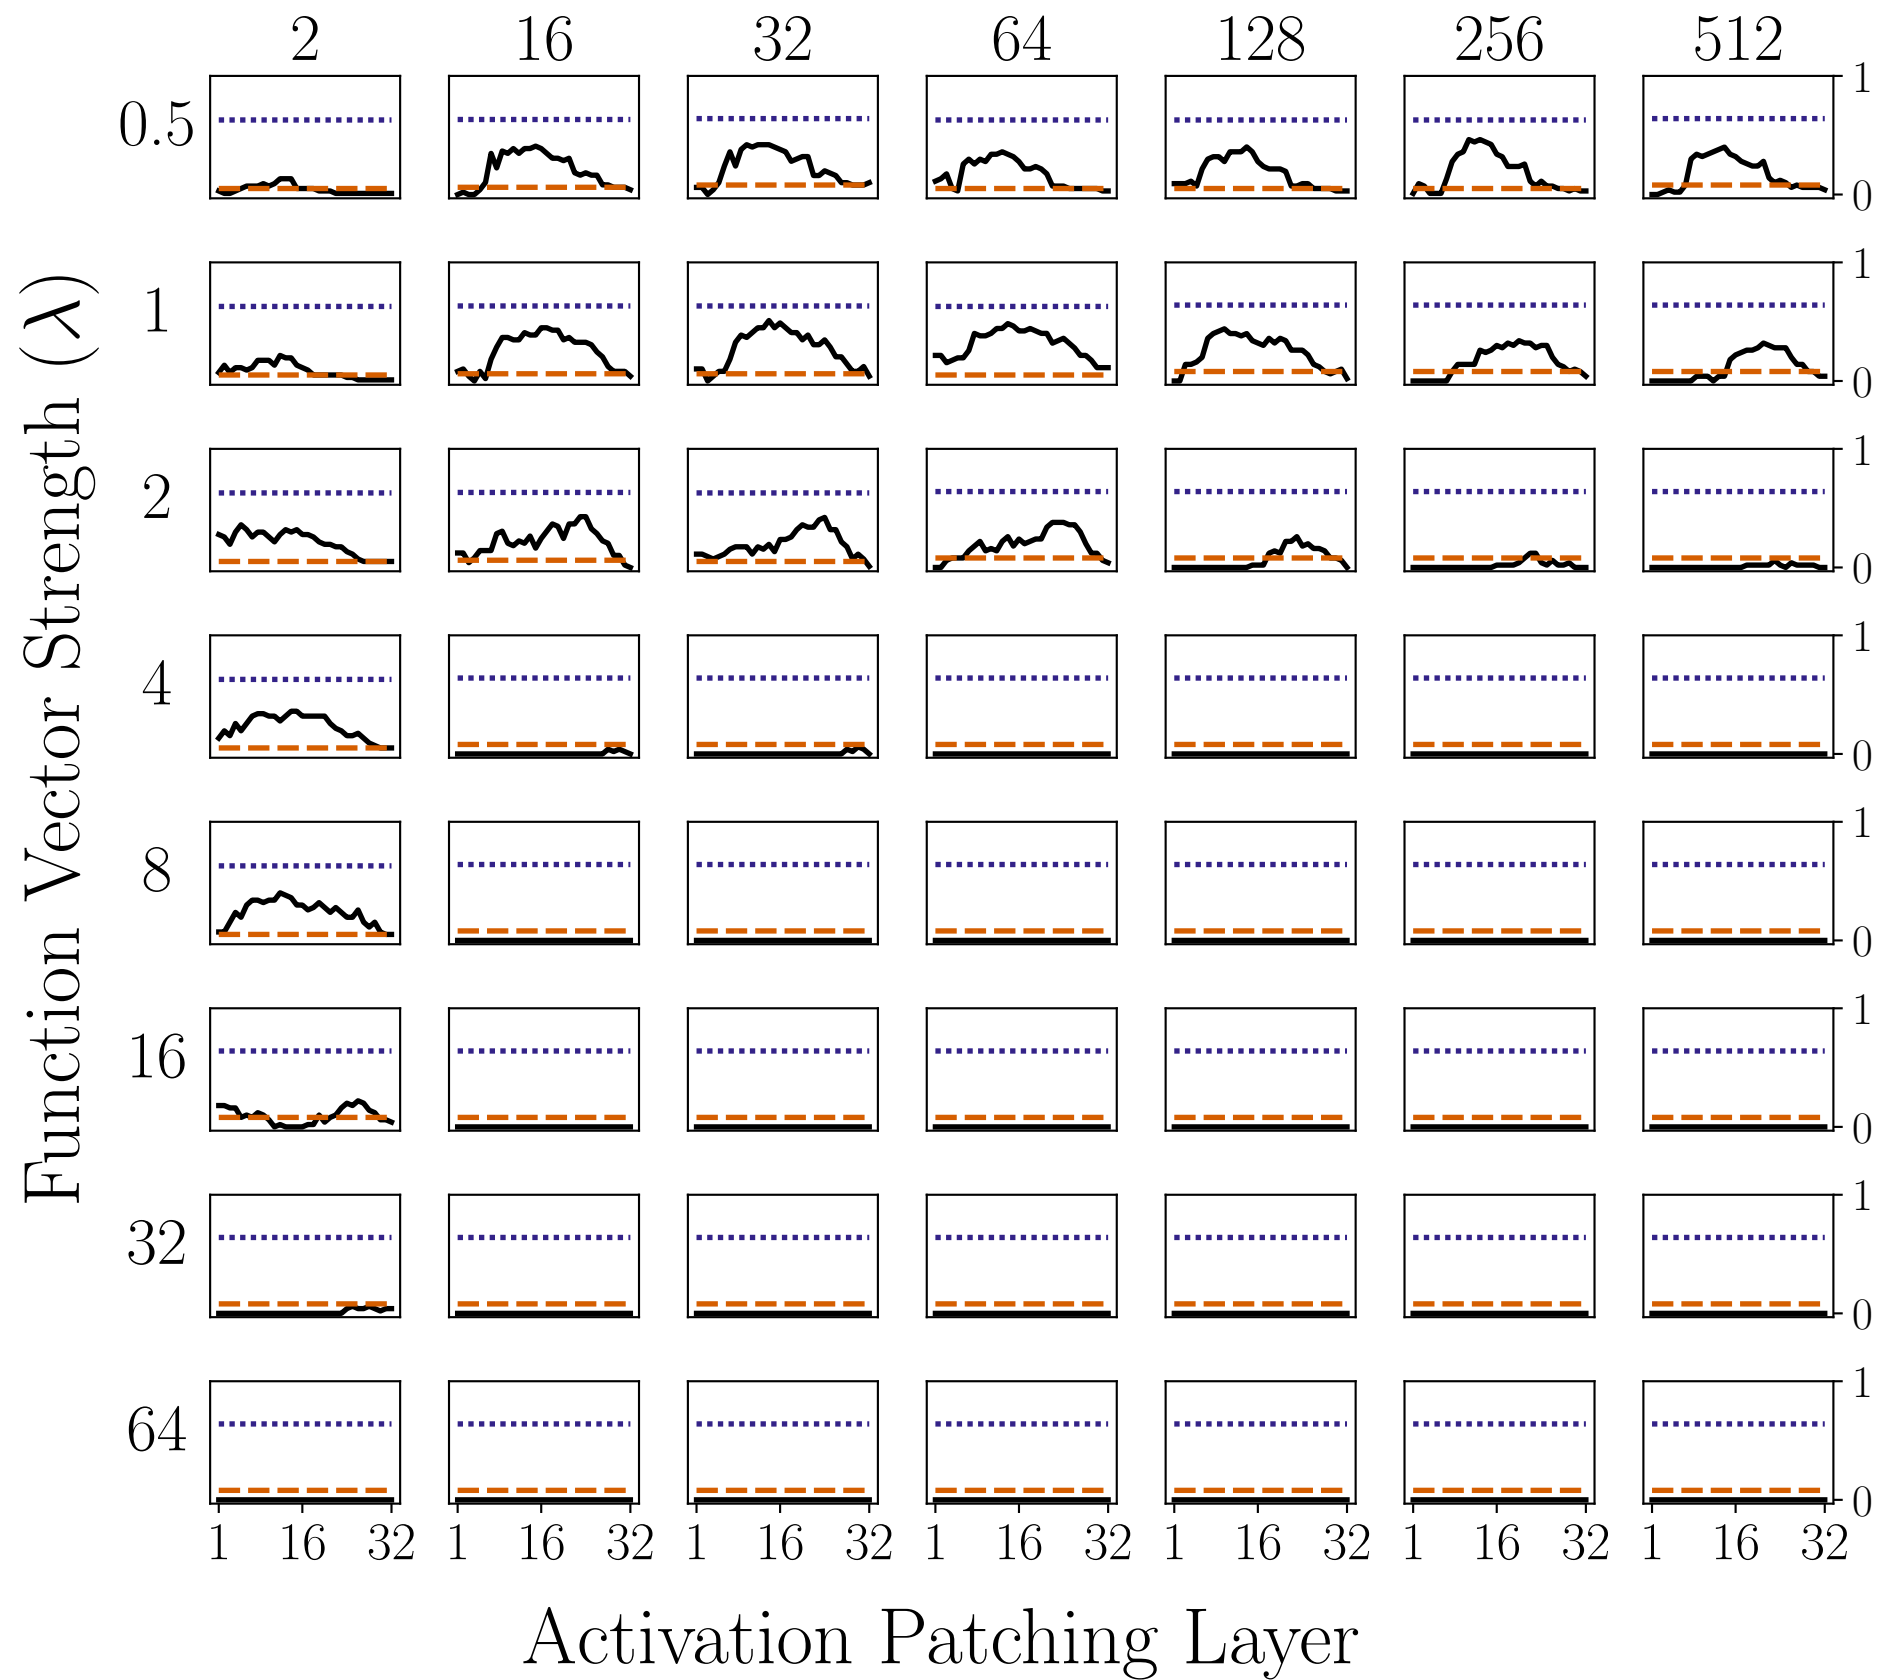 2 16 32 64 128 256 512
Function Vector Strength (λ)
0.5 1 0
1 1 0
2 1 0
4 1 0
8 1 0
16 1 0
32 1 0
64 1 0
1 16 32 1 16 32 1 16 32 1 16 32 1 16 32 1 16 32 1 16 32
Activation Patching Layer